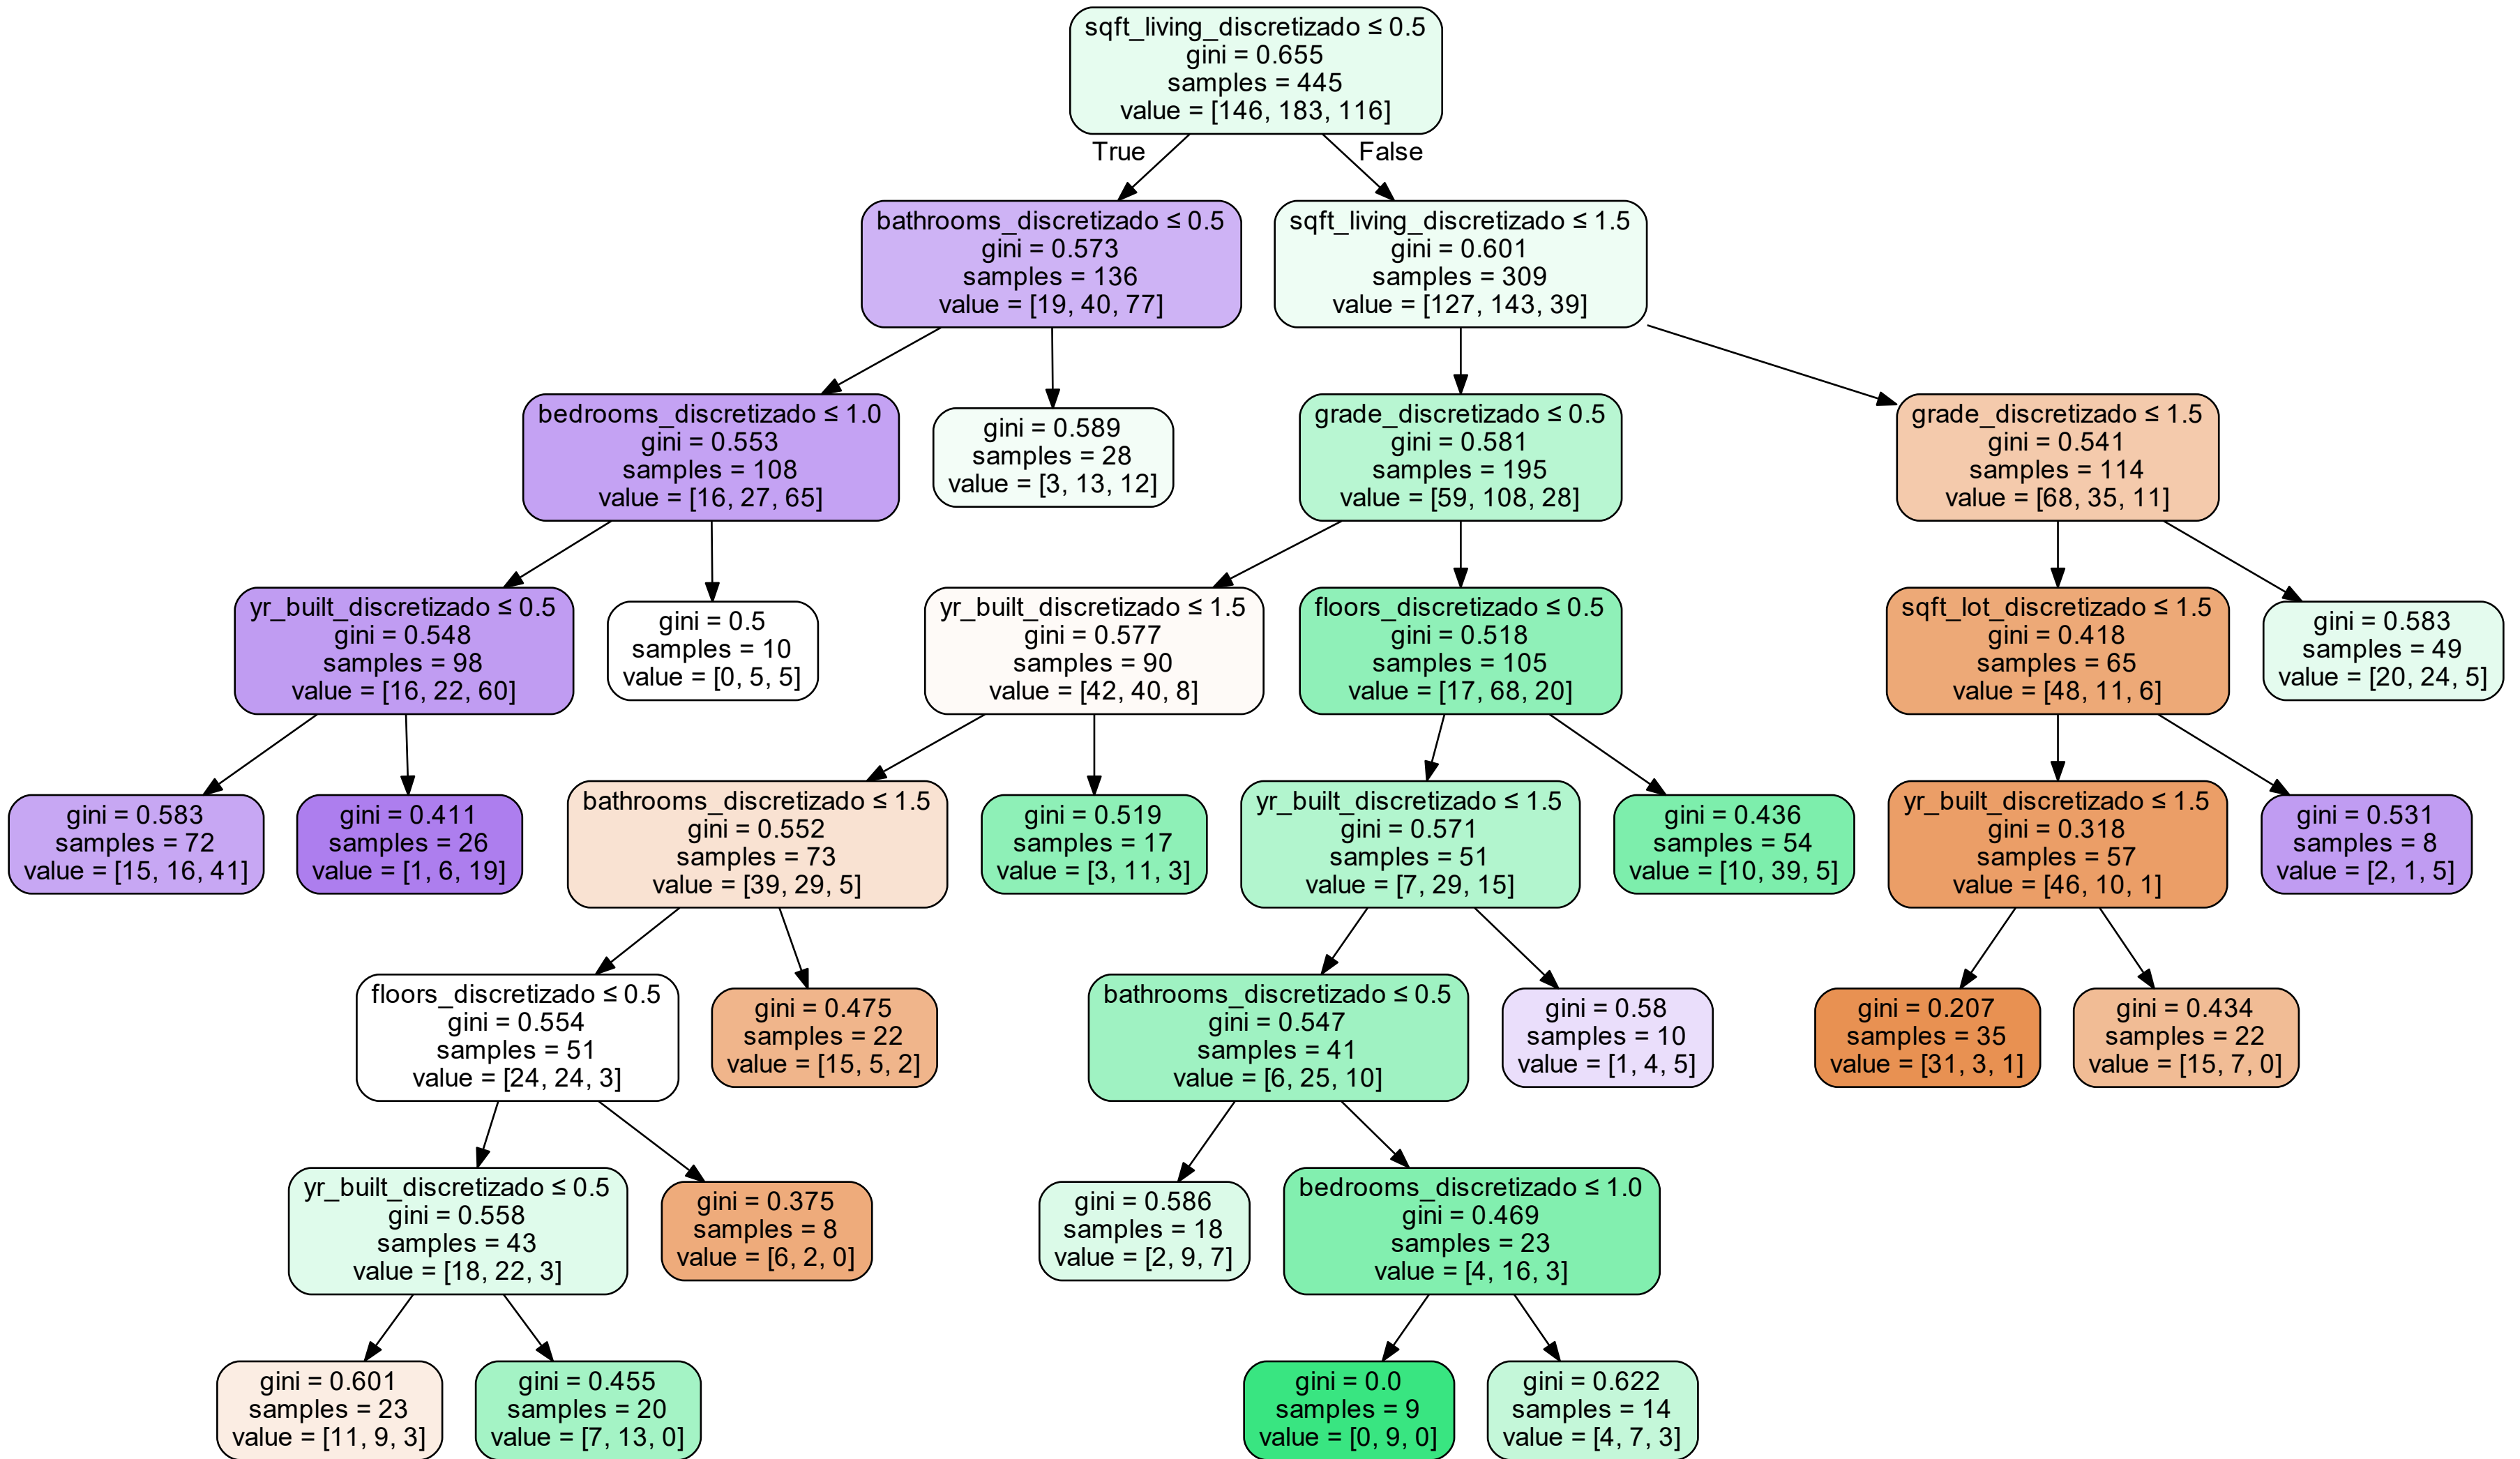 sqft_living_discretizado ≤ 0.5
gini = 0.655
samples = 445
value = [146, 183, 116]
True
False
bathrooms_discretizado ≤ 0.5
gini = 0.573
samples = 136
value = [19, 40, 77]
sqft_living_discretizado ≤ 1.5
gini = 0.601
samples = 309
value = [127, 143, 39]
bedrooms_discretizado ≤ 1.0
gini = 0.553
samples = 108
value = [16, 27, 65]
gini = 0.589
samples = 28
value = [3, 13, 12]
grade_discretizado ≤ 0.5
gini = 0.581
samples = 195
value = [59, 108, 28]
grade_discretizado ≤ 1.5
gini = 0.541
samples = 114
value = [68, 35, 11]
yr_built_discretizado ≤ 0.5
gini = 0.548
samples = 98
value = [16, 22, 60]
gini = 0.5
samples = 10
value = [0, 5, 5]
yr_built_discretizado ≤ 1.5
gini = 0.577
samples = 90
value = [42, 40, 8]
floors_discretizado ≤ 0.5
gini = 0.518
samples = 105
value = [17, 68, 20]
sqft_lot_discretizado ≤ 1.5
gini = 0.418
samples = 65
value = [48, 11, 6]
gini = 0.583
samples = 49
value = [20, 24, 5]
gini = 0.583
samples = 72
value = [15, 16, 41]
gini = 0.411
samples = 26
value = [1, 6, 19]
bathrooms_discretizado ≤ 1.5
gini = 0.552
samples = 73
value = [39, 29, 5]
gini = 0.519
samples = 17
value = [3, 11, 3]
yr_built_discretizado ≤ 1.5
gini = 0.571
samples = 51
value = [7, 29, 15]
gini = 0.436
samples = 54
value = [10, 39, 5]
yr_built_discretizado ≤ 1.5
gini = 0.318
samples = 57
value = [46, 10, 1]
gini = 0.531
samples = 8
value = [2, 1, 5]
floors_discretizado ≤ 0.5
gini = 0.554
samples = 51
value = [24, 24, 3]
gini = 0.475
samples = 22
value = [15, 5, 2]
bathrooms_discretizado ≤ 0.5
gini = 0.547
samples = 41
value = [6, 25, 10]
gini = 0.58
samples = 10
value = [1, 4, 5]
gini = 0.207
samples = 35
value = [31, 3, 1]
gini = 0.434
samples = 22
value = [15, 7, 0]
yr_built_discretizado ≤ 0.5
gini = 0.558
samples = 43
value = [18, 22, 3]
gini = 0.375
samples = 8
value = [6, 2, 0]
gini = 0.586
samples = 18
value = [2, 9, 7]
bedrooms_discretizado ≤ 1.0
gini = 0.469
samples = 23
value = [4, 16, 3]
gini = 0.601
samples = 23
value = [11, 9, 3]
gini = 0.455
samples = 20
value = [7, 13, 0]
gini = 0.0
samples = 9
value = [0, 9, 0]
gini = 0.622
samples = 14
value = [4, 7, 3]